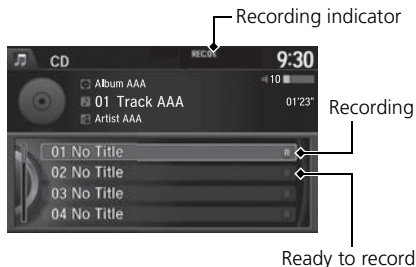 Recording indicator
CD
9:30
Album AAA
10
01 Track AAA
01'23"
Artist AAA
Recording
01 No Title
R
02 No Title
R
03 No Title
R
04 No Title
R
Ready to record